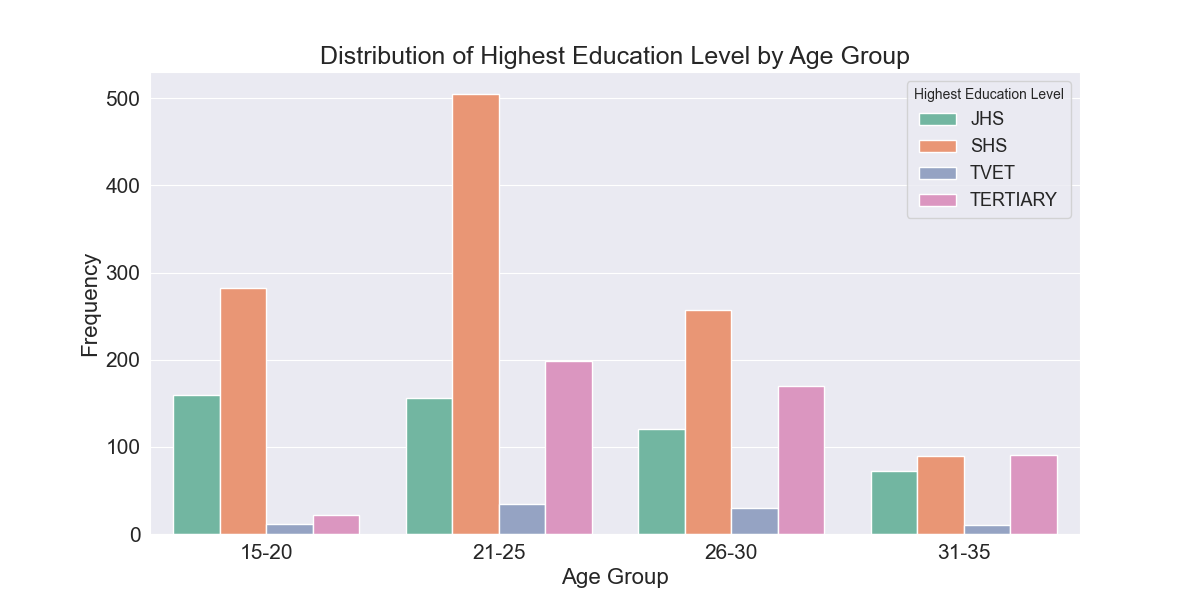 Distribution of Highest Education Level by Age Group
Highest Education Level
JHS
SHS
TVET
TERTIARY
Frequency
500
400
300
200
100
0
15-20
21-25
26-30
31-35
Age Group